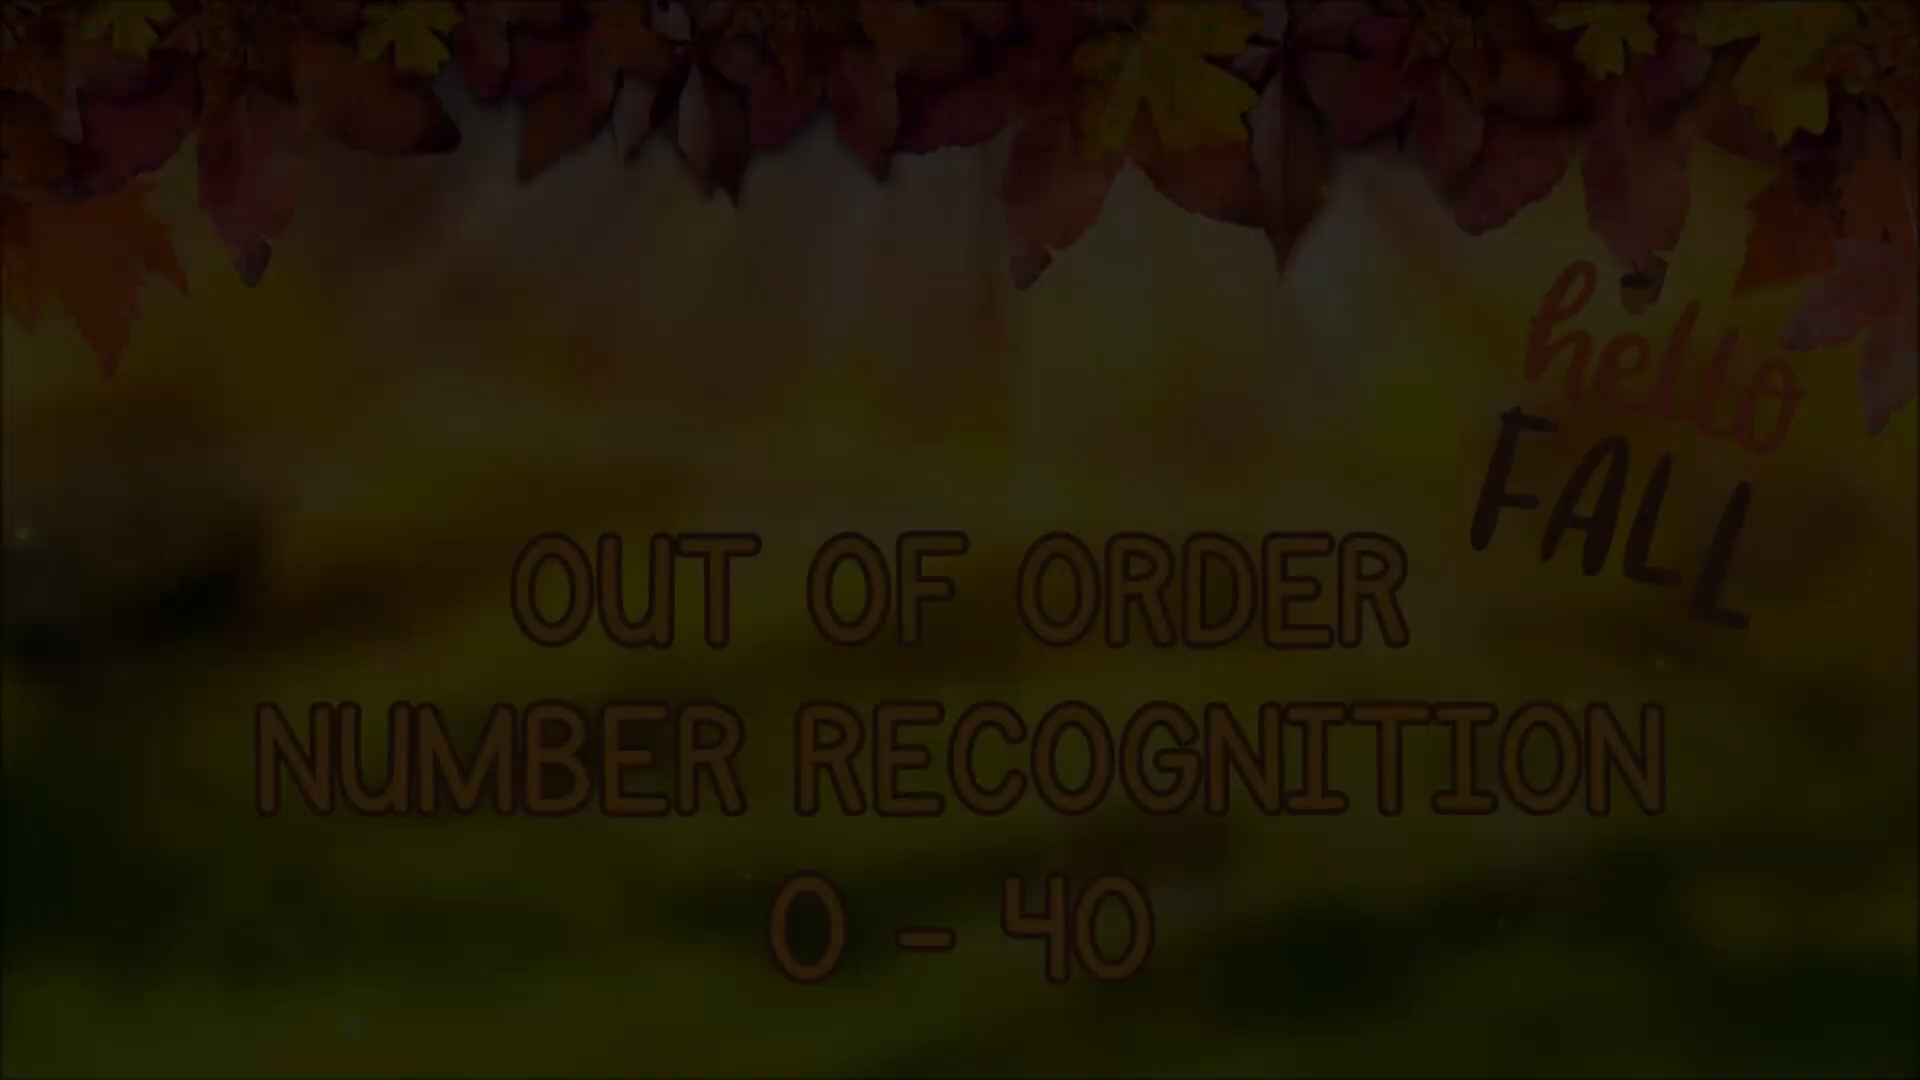 hello
FALL
OUT OF ORDER
NUMBER RECOGNITION
0 - 40